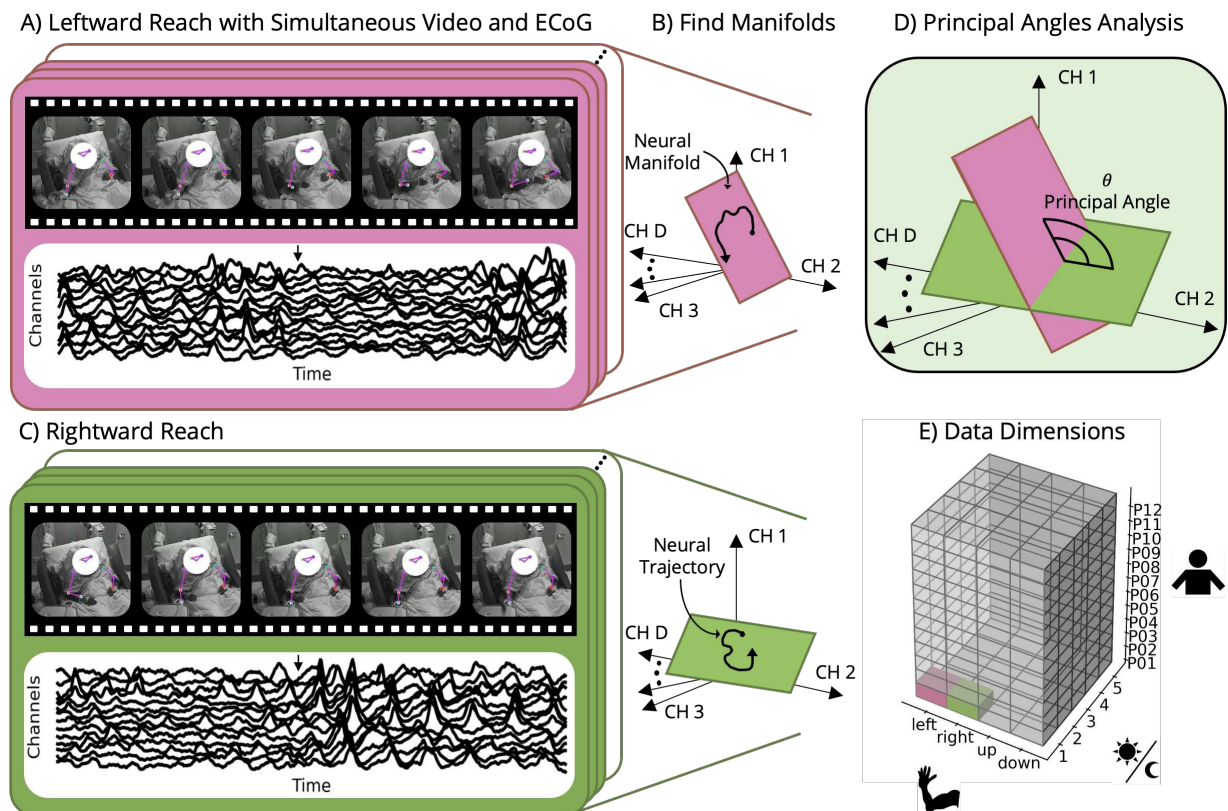 A) Leftward Reach with Simultaneous Video and ECoG
Channels
Time
B) Find Manifolds
Neural
Manifold
CH 1
CH D
CH 2
CH 3
D) Principal Angles Analysis
CH 1
θ
Principal Angle
CH D
CH 2
CH 3
C) Rightward Reach
Channels
Time
Neural
Trajectory
CH 1
CH D
CH 2
CH 3
E) Data Dimensions
P12
P11
P10
P09
P08
P07
P06
P05
P04
P03
P02
P01
5
4
3
2
1
left
right
up
down